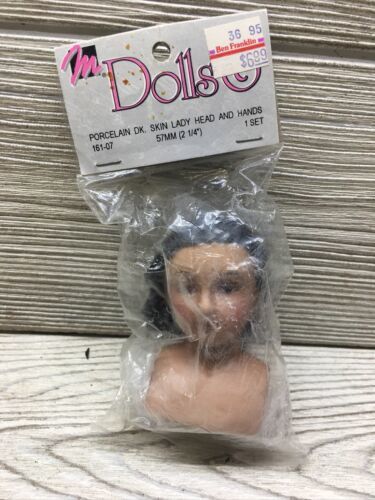 m Dolls
36 95
Ben Franklin
$6.99
PORCELAIN DK. SKIN LADY HEAD AND HANDS
161-07 57MM (2 1/4") 1 SET